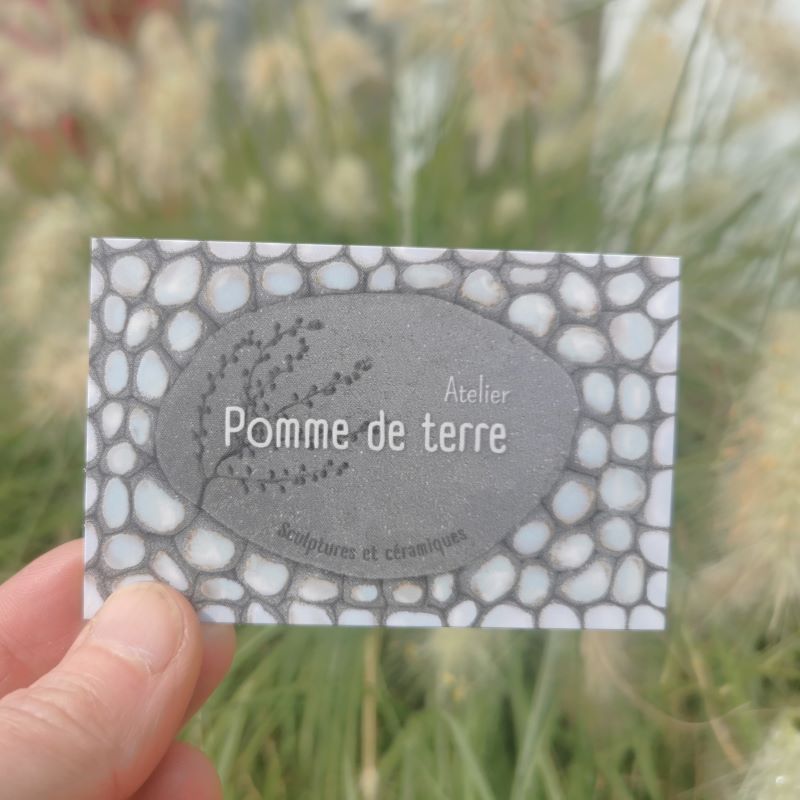 Atelier
Pomme de terre
Sculptures et céramiques